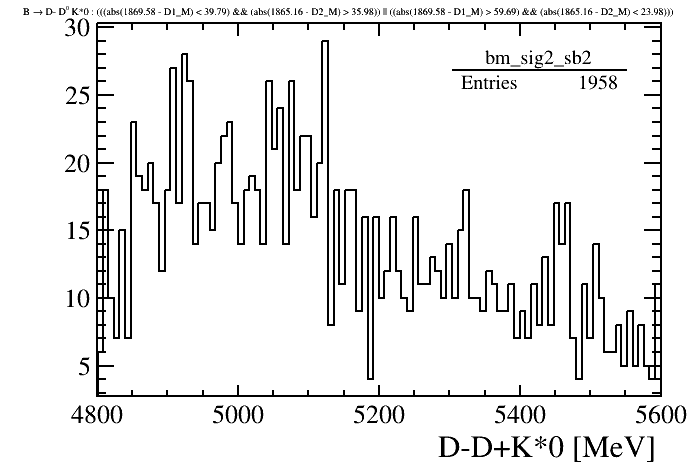 B → D- D⁰ K*0 : (((abs(1869.58 - D1_M) < 39.79) && (abs(1865.16 - D2_M) > 35.98)) || ((abs(1869.58 - D1_M) > 59.69) && (abs(1865.16 - D2_M) < 23.98)))
30
bm_sig2_sb2
Entries 1958
25
20
15
10
5
4800 5000 5200 5400 5600
D-D+K*0 [MeV]